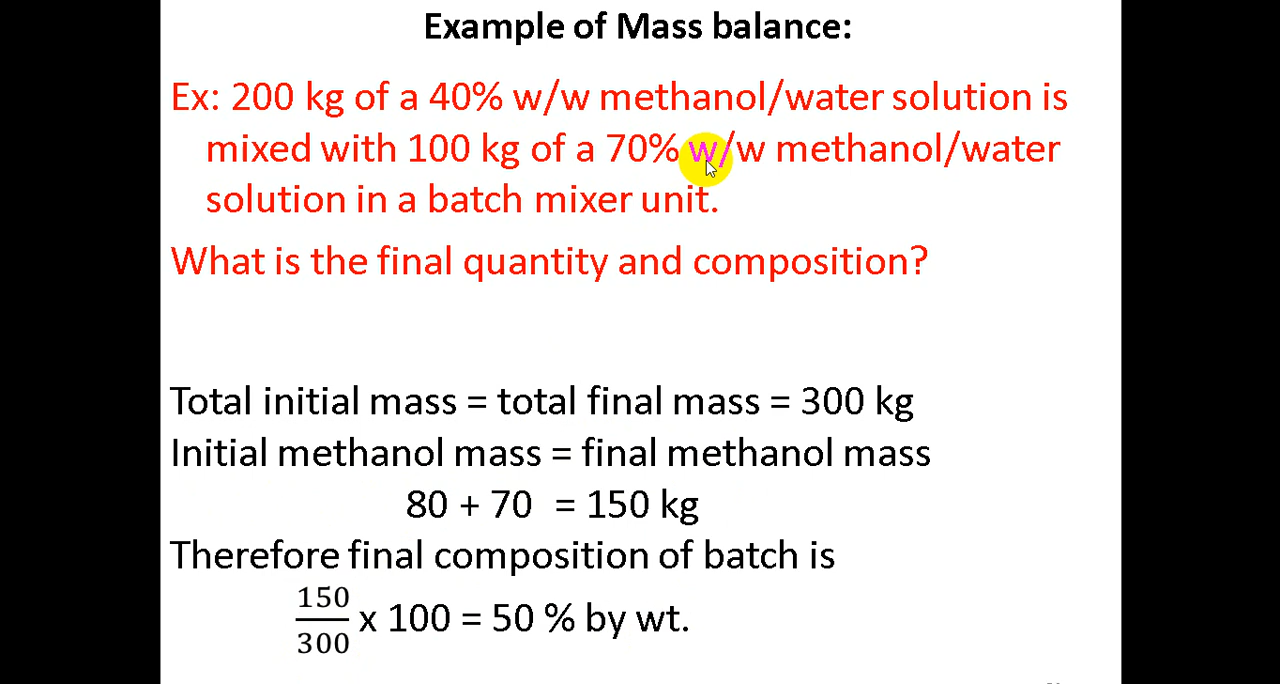 Example of Mass balance:
Ex: 200 kg of a 40% w/w methanol/water solution is
mixed with 100 kg of a 70% w/w methanol/water
solution in a batch mixer unit.
What is the final quantity and composition?
Total initial mass = total final mass = 300 kg
Initial methanol mass = final methanol mass
80 + 70 = 150 kg
Therefore final composition of batch is
150
300
x 100 = 50 % by wt.